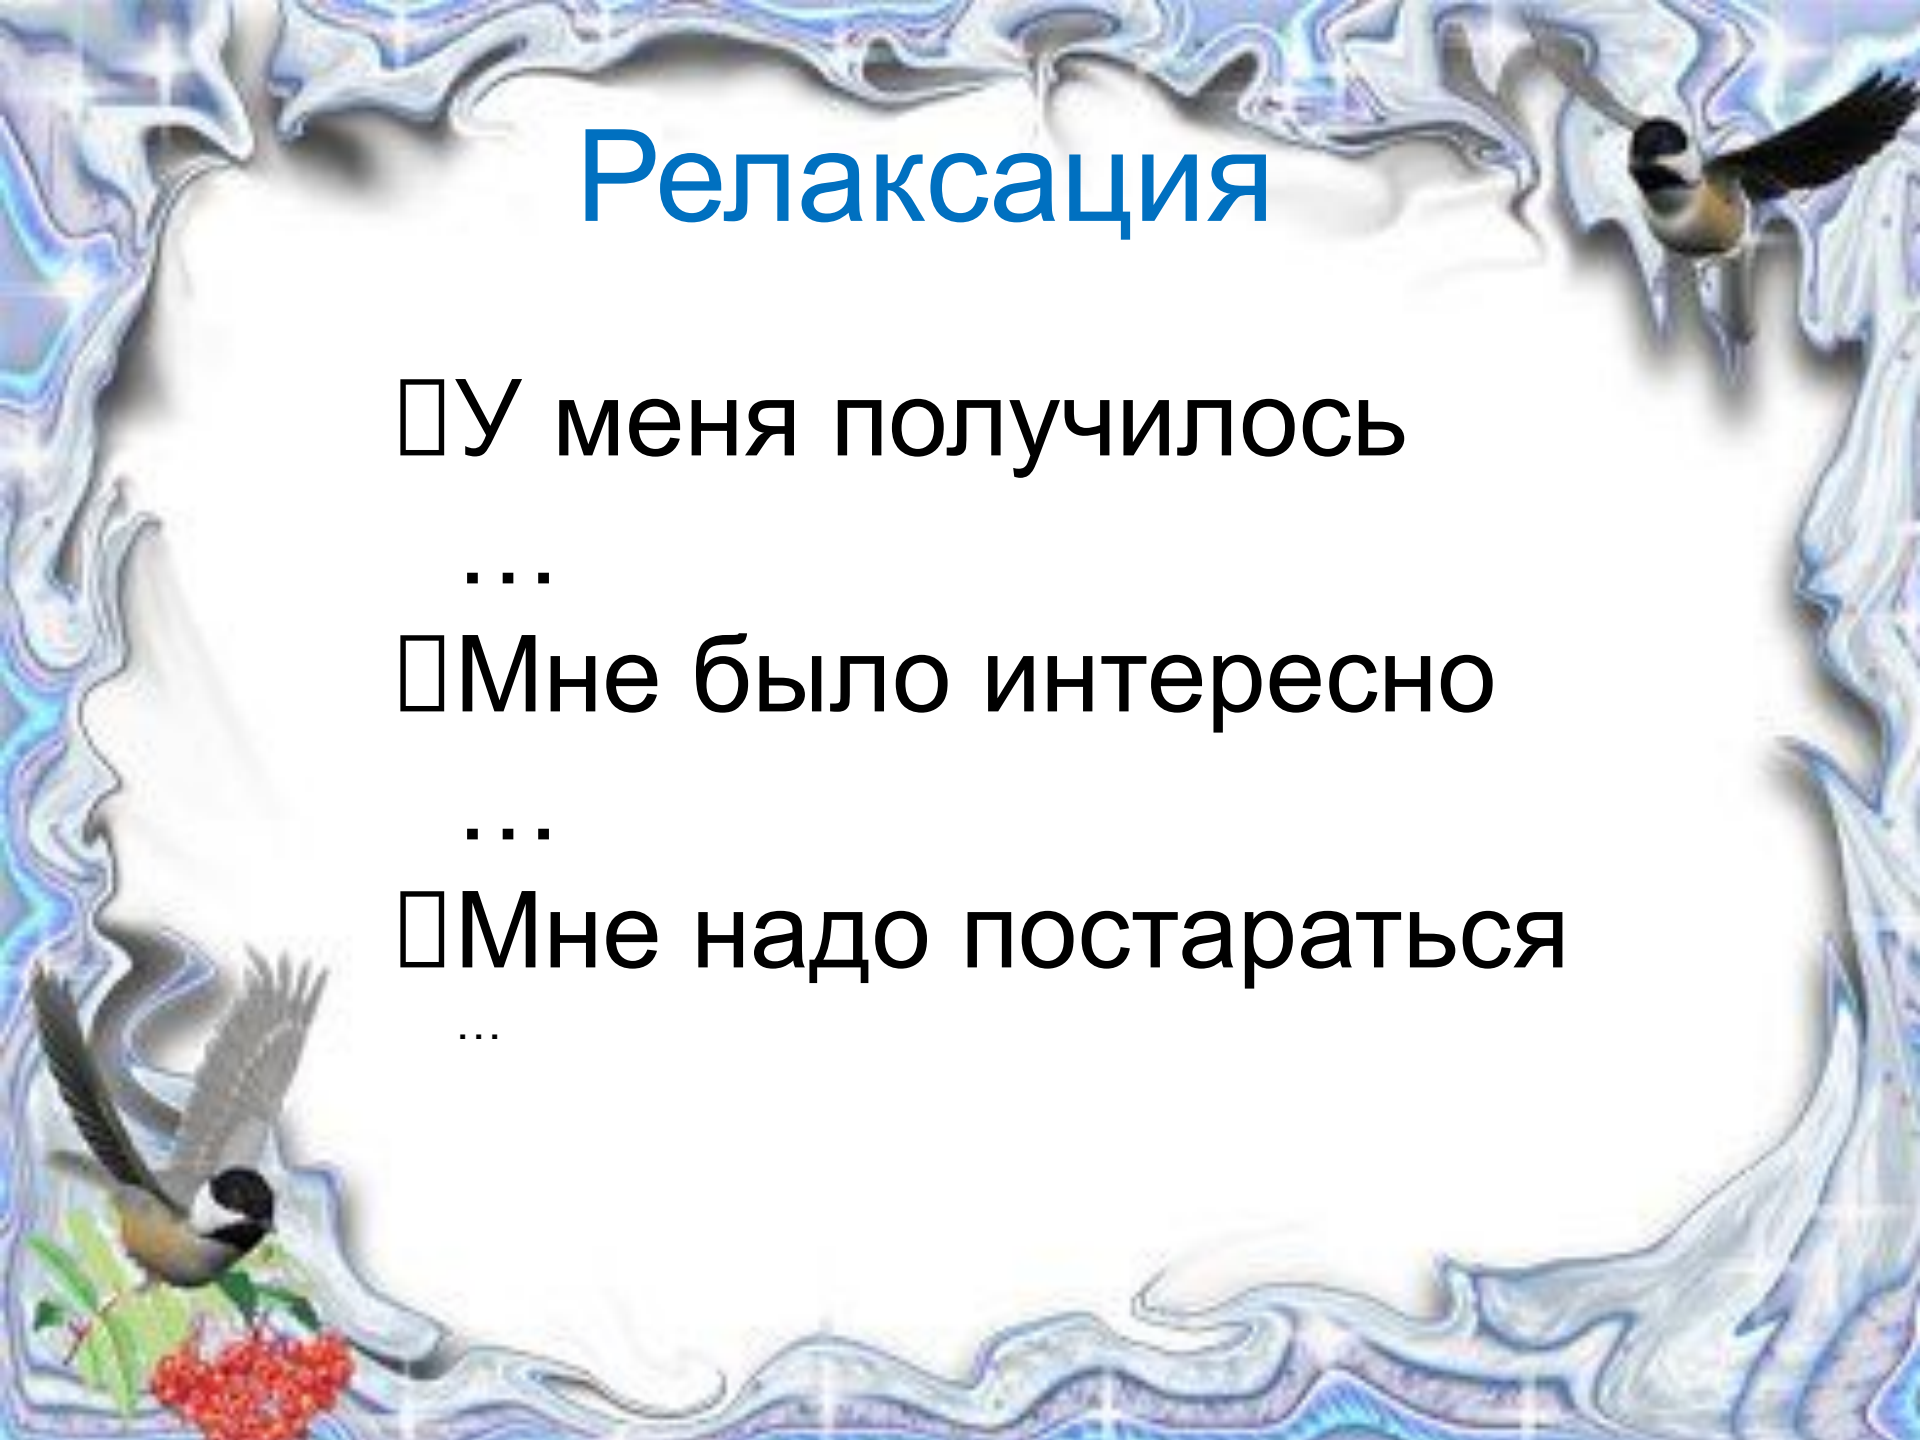 Релаксация
У меня получилось
…
Мне было интересно
…
Мне надо постараться
…